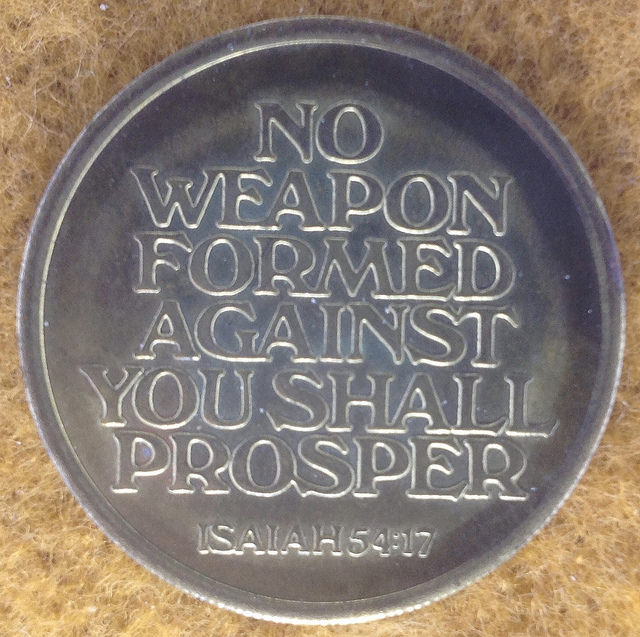 NO
WEAPON
FORMED
AGAINST
YOU SHALL
PROSPER
ISAIAH 54:17